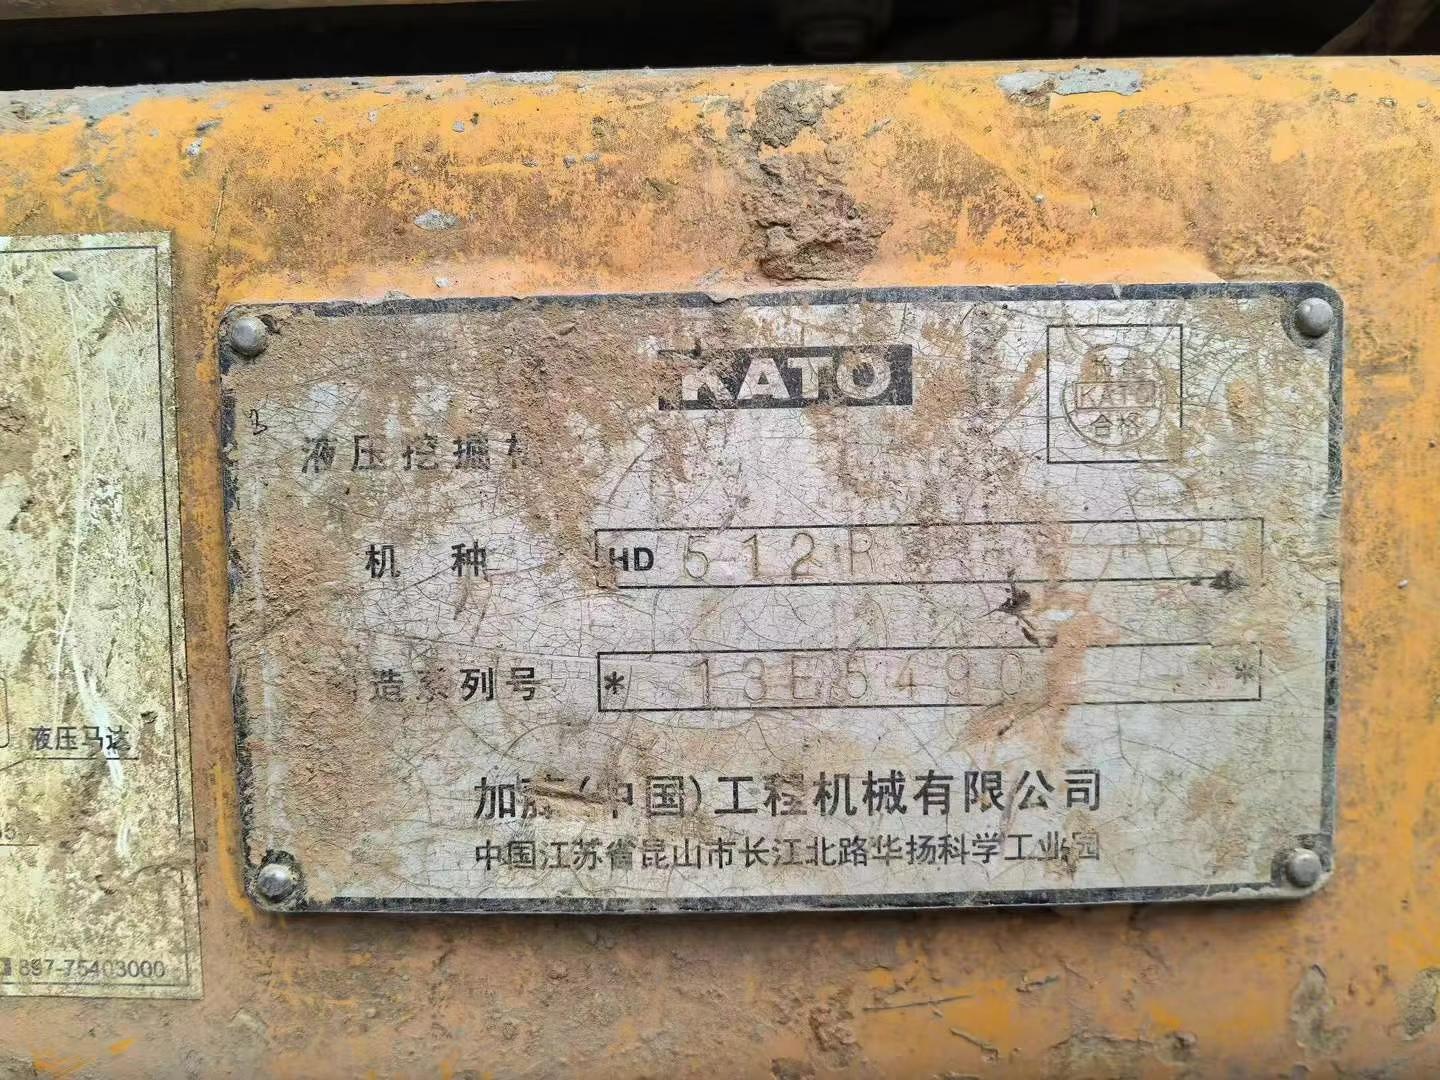 KATO
KATO
合格
液压挖掘
机 种 HD 512R
造系列号 * 13E5490 *
加藤(中国)工程机械有限公司
中国江苏省昆山市长江北路华扬科学工业园
液压马达
897-75403000